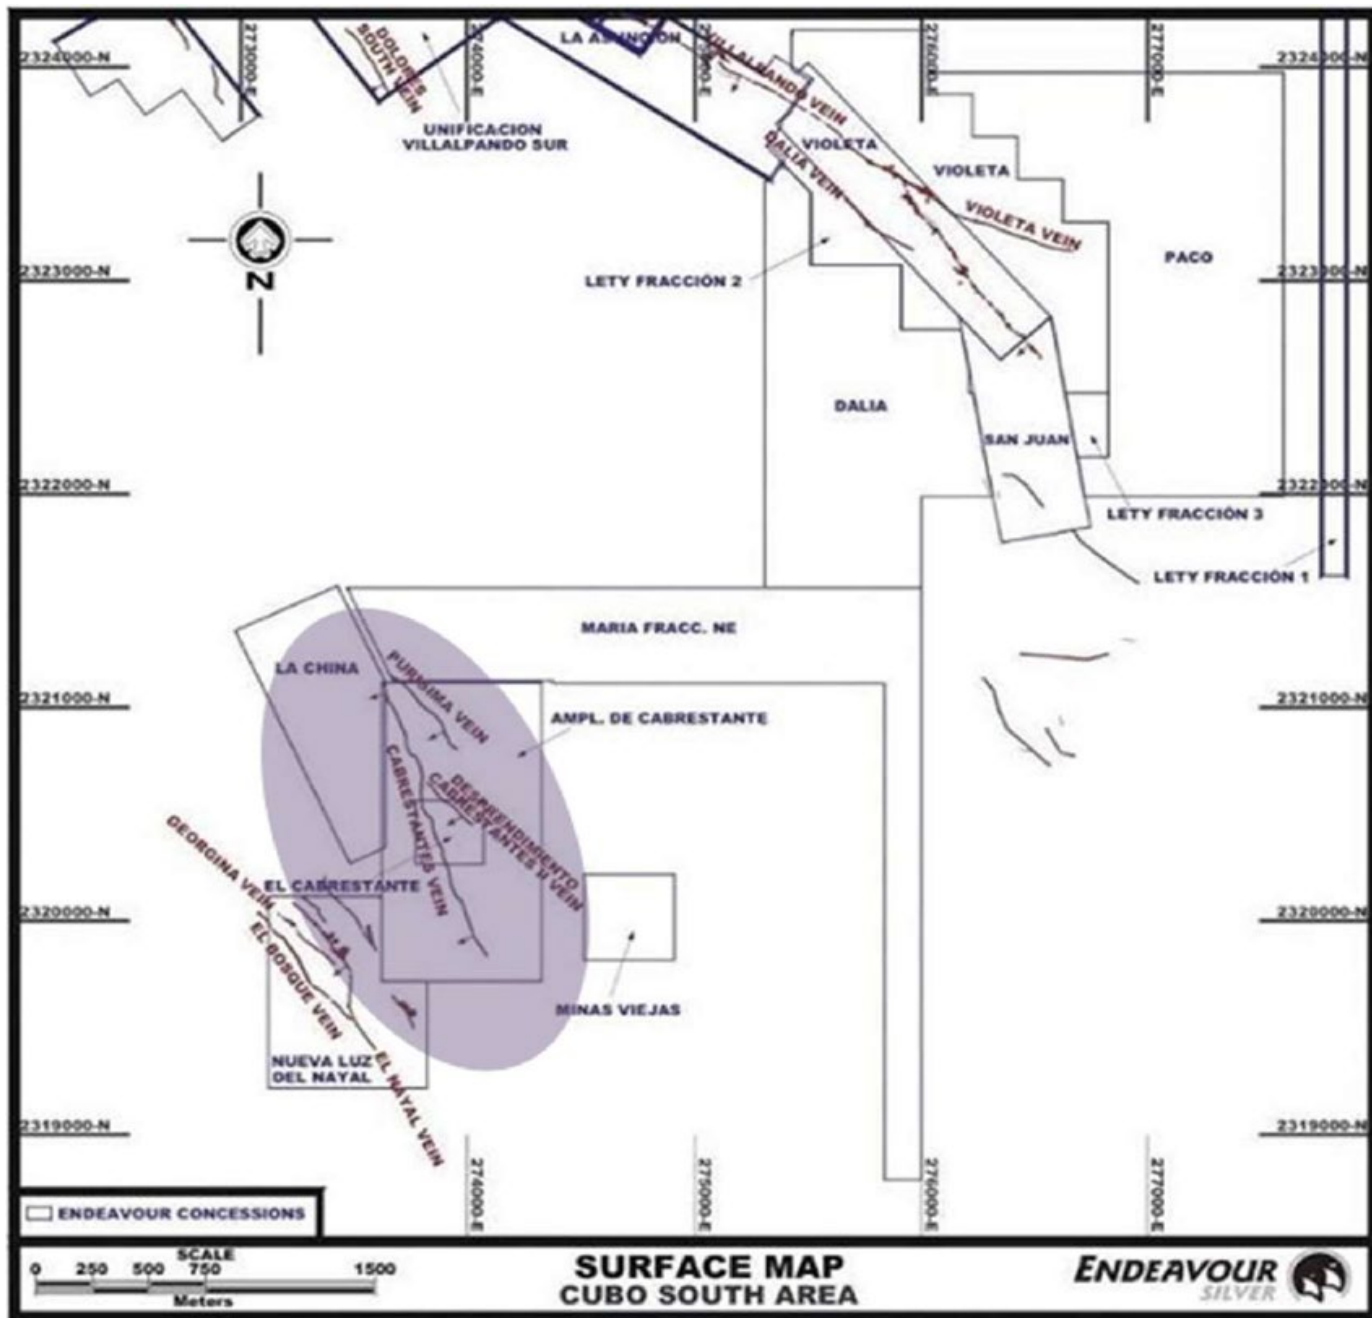 LA ASUNCION
VILLALPANDO VEIN
2324000-N
273000-E
DOLORES
SOUTH VEIN
274000-E
275000-E
276000-E
277000-E
2324000-N
UNIFICACION
VILLALPANDO SUR
VIOLETA
DALIA VEIN
VIOLETA
VIOLETA VEIN
PACO
N
2323000-N
LETY FRACCIÓN 2
2323000-N
DALIA
SAN JUAN
2322000-N
2322000-N
LETY FRACCIÓN 3
LETY FRACCIÓN 1
MARIA FRACC. NE
LA CHINA
PURISIMA VEIN
2321000-N
2321000-N
AMPL. DE CABRESTANTE
CABRESTANTES VEIN
DESPRENDIMIENTO
CABRESTANTES II VEIN
GEORGINA VEIN
EL CABRESTANTE
2320000-N
2320000-N
EL BOSQUE VEIN
MINAS VIEJAS
NUEVA LUZ
DEL NAYAL
EL NAYAL VEIN
2319000-N
2319000-N
274000-E
275000-E
276000-E
277000-E
ENDEAVOUR CONCESSIONS
SCALE
0 250 500 750 1500
Meters
SURFACE MAP
CUBO SOUTH AREA
ENDEAVOUR
SILVER